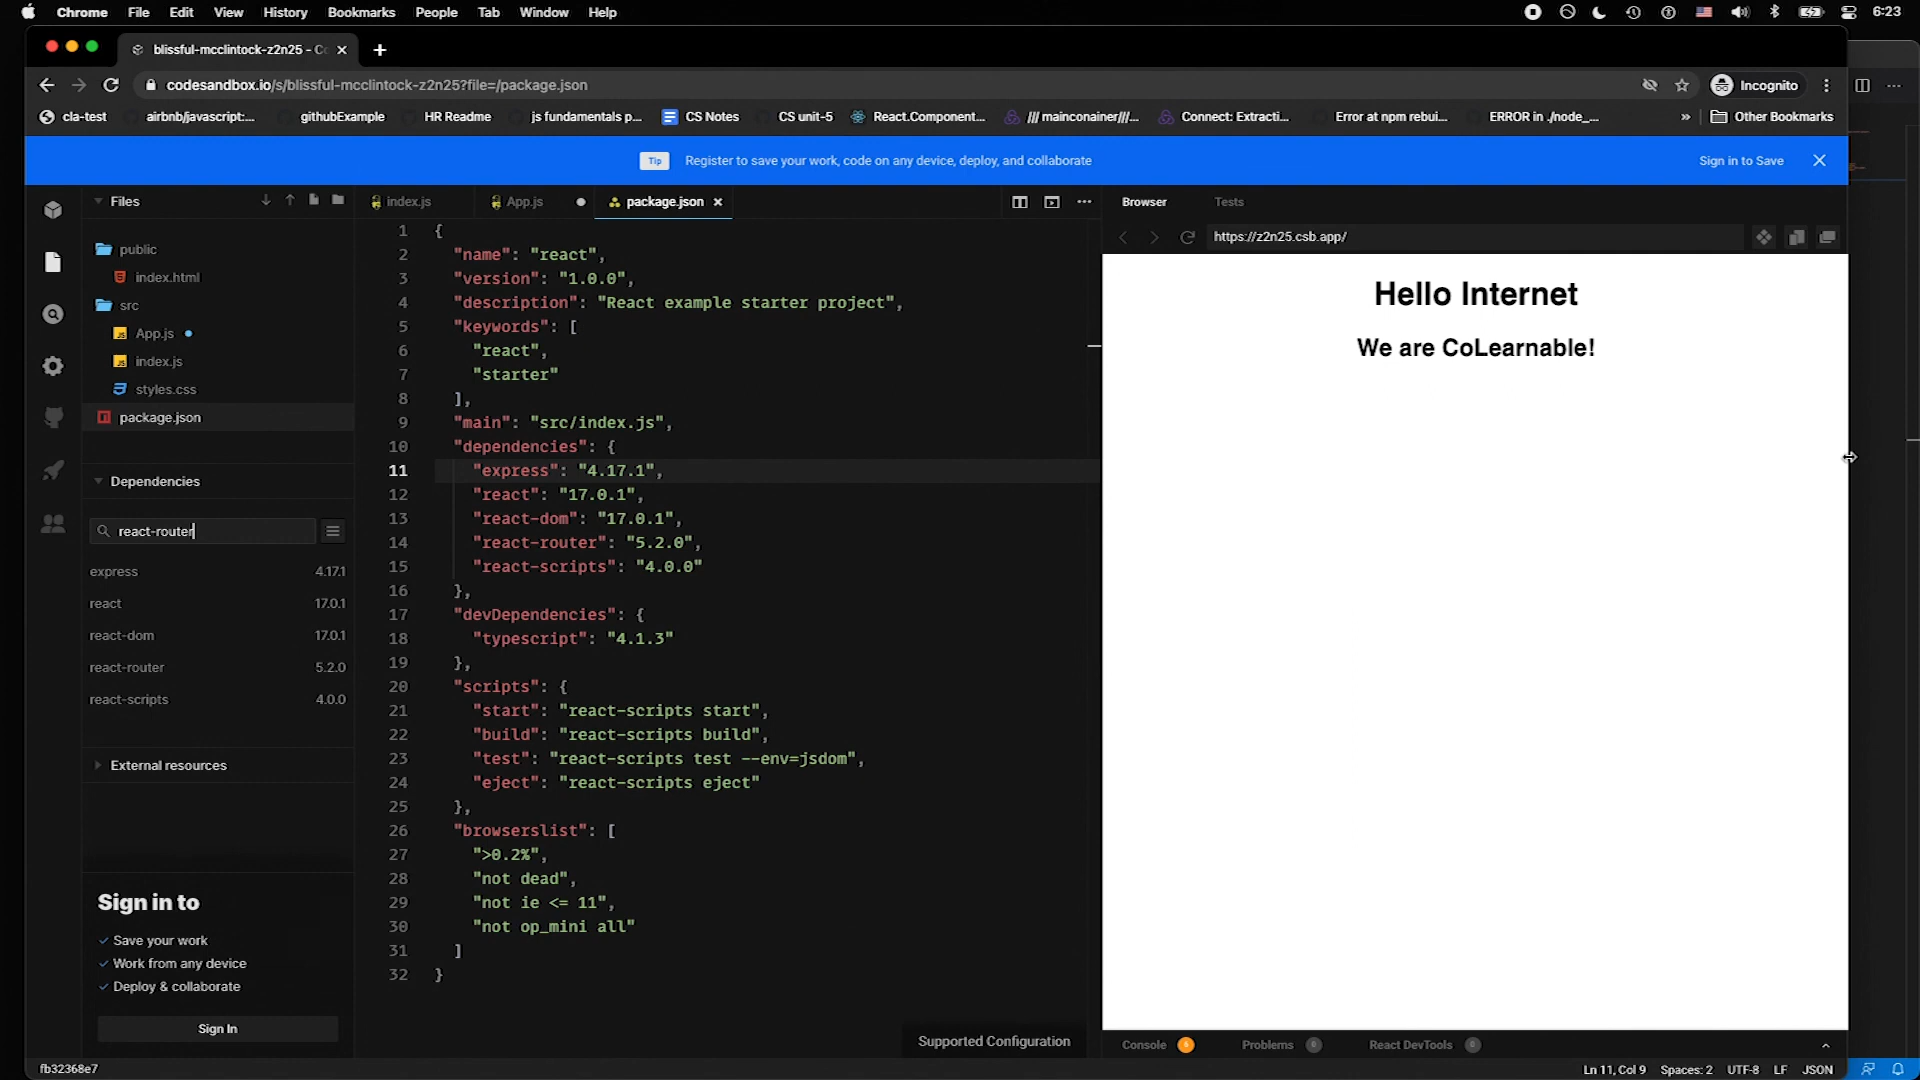 Chrome File Edit View History Bookmarks People Tab Window Help 6:23
blissful-mcclintock-z2n25 - Co
codesandbox.io/s/blissful-mcclintock-z2n25?file=/package.json Incognito
cla-test airbnb/javascript:... githubExample HR Readme js fundamentals p... CS Notes CS unit-5 React.Component... /// mainconainer///... Connect: Extracti... Error at npm rebui... ERROR in ./node_... » Other Bookmarks
Tip Register to save your work, code on any device, deploy, and collaborate Sign in to Save
Files
public
index.html
src
App.js
index.js
styles.css
package.json
Dependencies
react-router
express 4.17.1
react 17.0.1
react-dom 17.0.1
react-router 5.2.0
react-scripts 4.0.0
External resources
Sign in to
Save your work
Work from any device
Deploy & collaborate
Sign In
index.js App.js package.json
1 {
2 "name": "react",
3 "version": "1.0.0",
4 "description": "React example starter project",
5 "keywords": [
6 "react",
7 "starter"
8 ],
9 "main": "src/index.js",
10 "dependencies": {
11 "express": "4.17.1",
12 "react": "17.0.1",
13 "react-dom": "17.0.1",
14 "react-router": "5.2.0",
15 "react-scripts": "4.0.0"
16 },
17 "devDependencies": {
18 "typescript": "4.1.3"
19 },
20 "scripts": {
21 "start": "react-scripts start",
22 "build": "react-scripts build",
23 "test": "react-scripts test --env=jsdom",
24 "eject": "react-scripts eject"
25 },
26 "browserslist": [
27 ">0.2%",
28 "not dead",
29 "not ie <= 11",
30 "not op_mini all"
31 ]
32 }
Supported Configuration
Browser Tests
https://z2n25.csb.app/
Hello Internet
We are CoLearnable!
Console 6 Problems 0 React DevTools 0
fb32368e7 Ln 11, Col 9 Spaces: 2 UTF-8 LF JSON